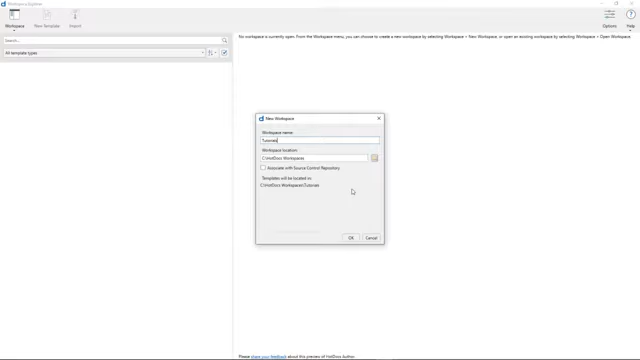 Workspace Explorer
Workspace
New Template
Import
Options
Help
Search...
All template types
No workspace is currently open. From the Workspace menu, you can choose to create a new workspace by selecting Workspace > New Workspace, or open an existing workspace by selecting Workspace > Open Workspace.
New Workspace
Workspace name:
Tutorials
Workspace location:
C:\HotDocs Workspaces
Associate with Source Control Repository
Templates will be located in:
C:\HotDocs Workspaces\Tutorials
OK
Cancel
Please share your feedback about this preview of HotDocs Author.